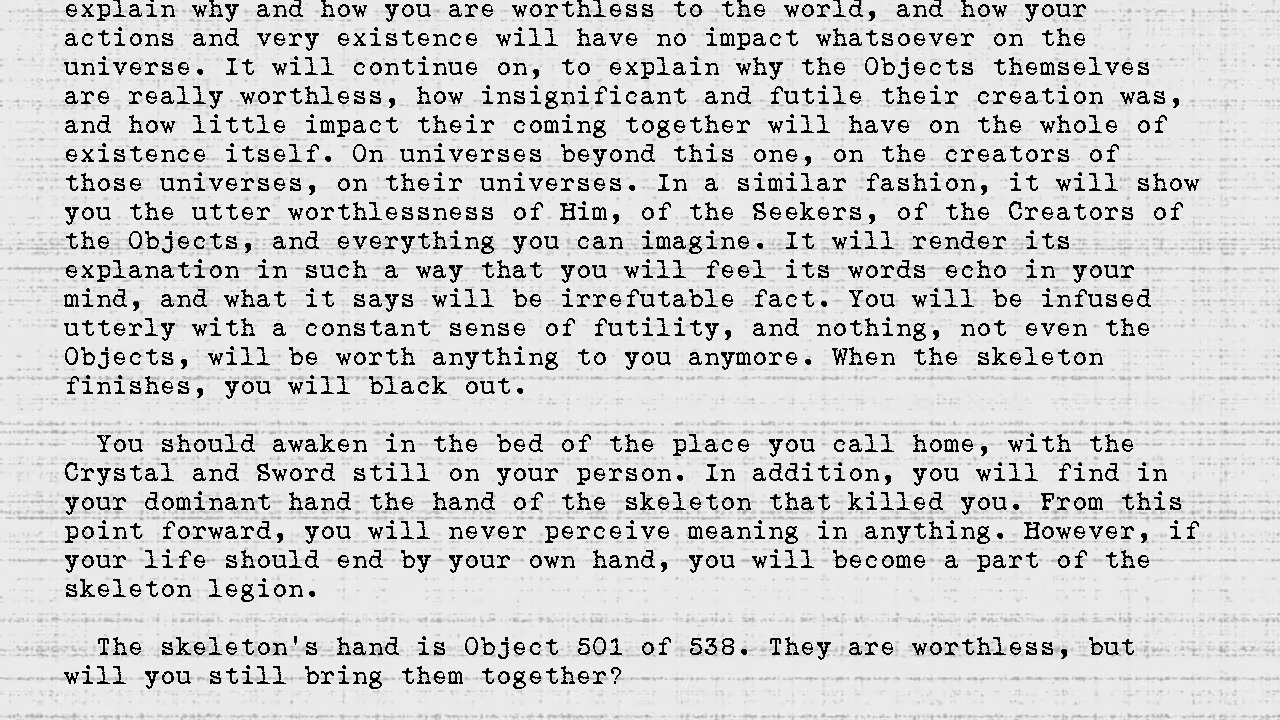 explain why and how you are worthless to the world, and how your
actions and very existence will have no impact whatsoever on the
universe. It will continue on, to explain why the Objects themselves
are really worthless, how insignificant and futile their creation was,
and how little impact their coming together will have on the whole of
existence itself. On universes beyond this one, on the creators of
those universes, on their universes. In a similar fashion, it will show
you the utter worthlessness of Him, of the Seekers, of the Creators of
the Objects, and everything you can imagine. It will render its
explanation in such a way that you will feel its words echo in your
mind, and what it says will be irrefutable fact. You will be infused
utterly with a constant sense of futility, and nothing, not even the
Objects, will be worth anything to you anymore. When the skeleton
finishes, you will black out.
You should awaken in the bed of the place you call home, with the
Crystal and Sword still on your person. In addition, you will find in
your dominant hand the hand of the skeleton that killed you. From this
point forward, you will never perceive meaning in anything. However, if
your life should end by your own hand, you will become a part of the
skeleton legion.
The skeleton's hand is Object 501 of 538. They are worthless, but
will you still bring them together?